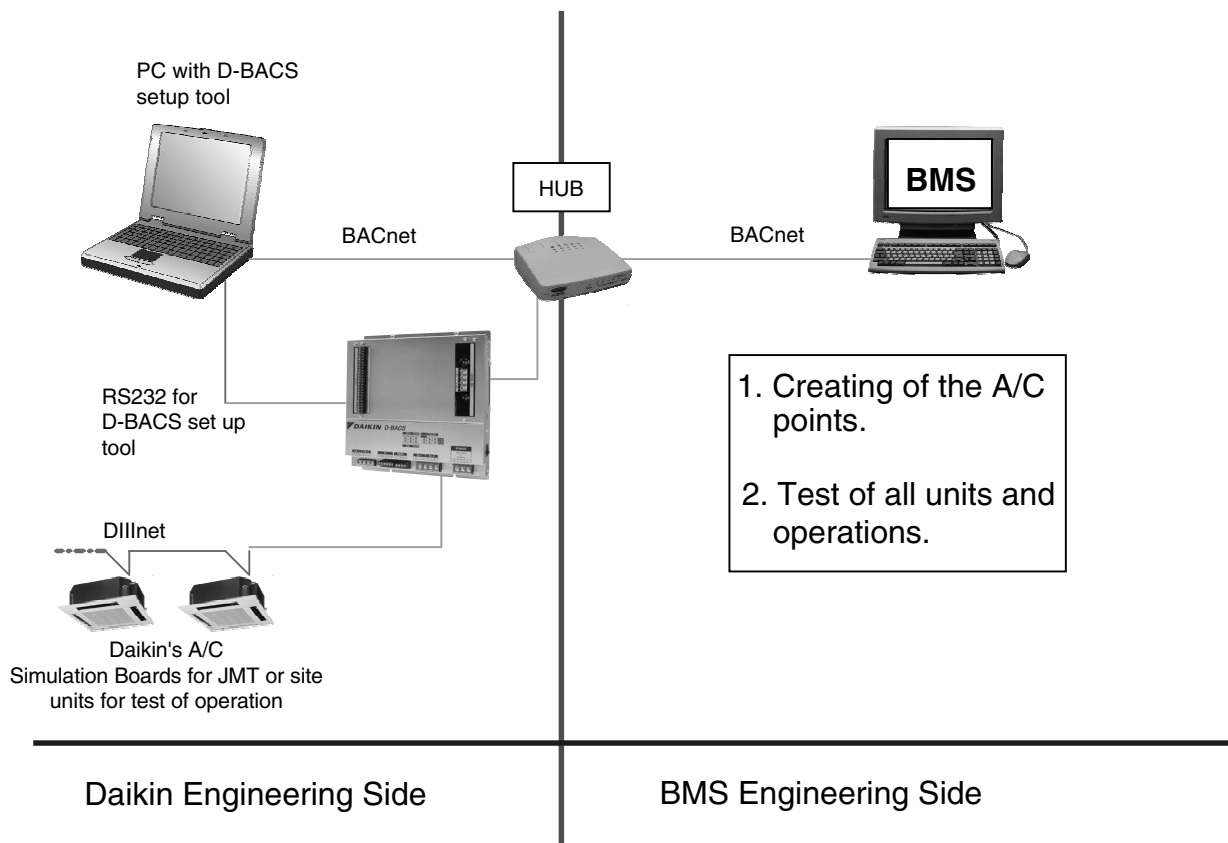 PC with D-BACS
setup tool
HUB
BMS
BACnet
BACnet
RS232 for
D-BACS set up
tool
DAIKIN D-BACS
1. Creating of the A/C
points.
2. Test of all units and
operations.
DIIInet
Daikin's A/C
Simulation Boards for JMT or site
units for test of operation
Daikin Engineering Side
BMS Engineering Side